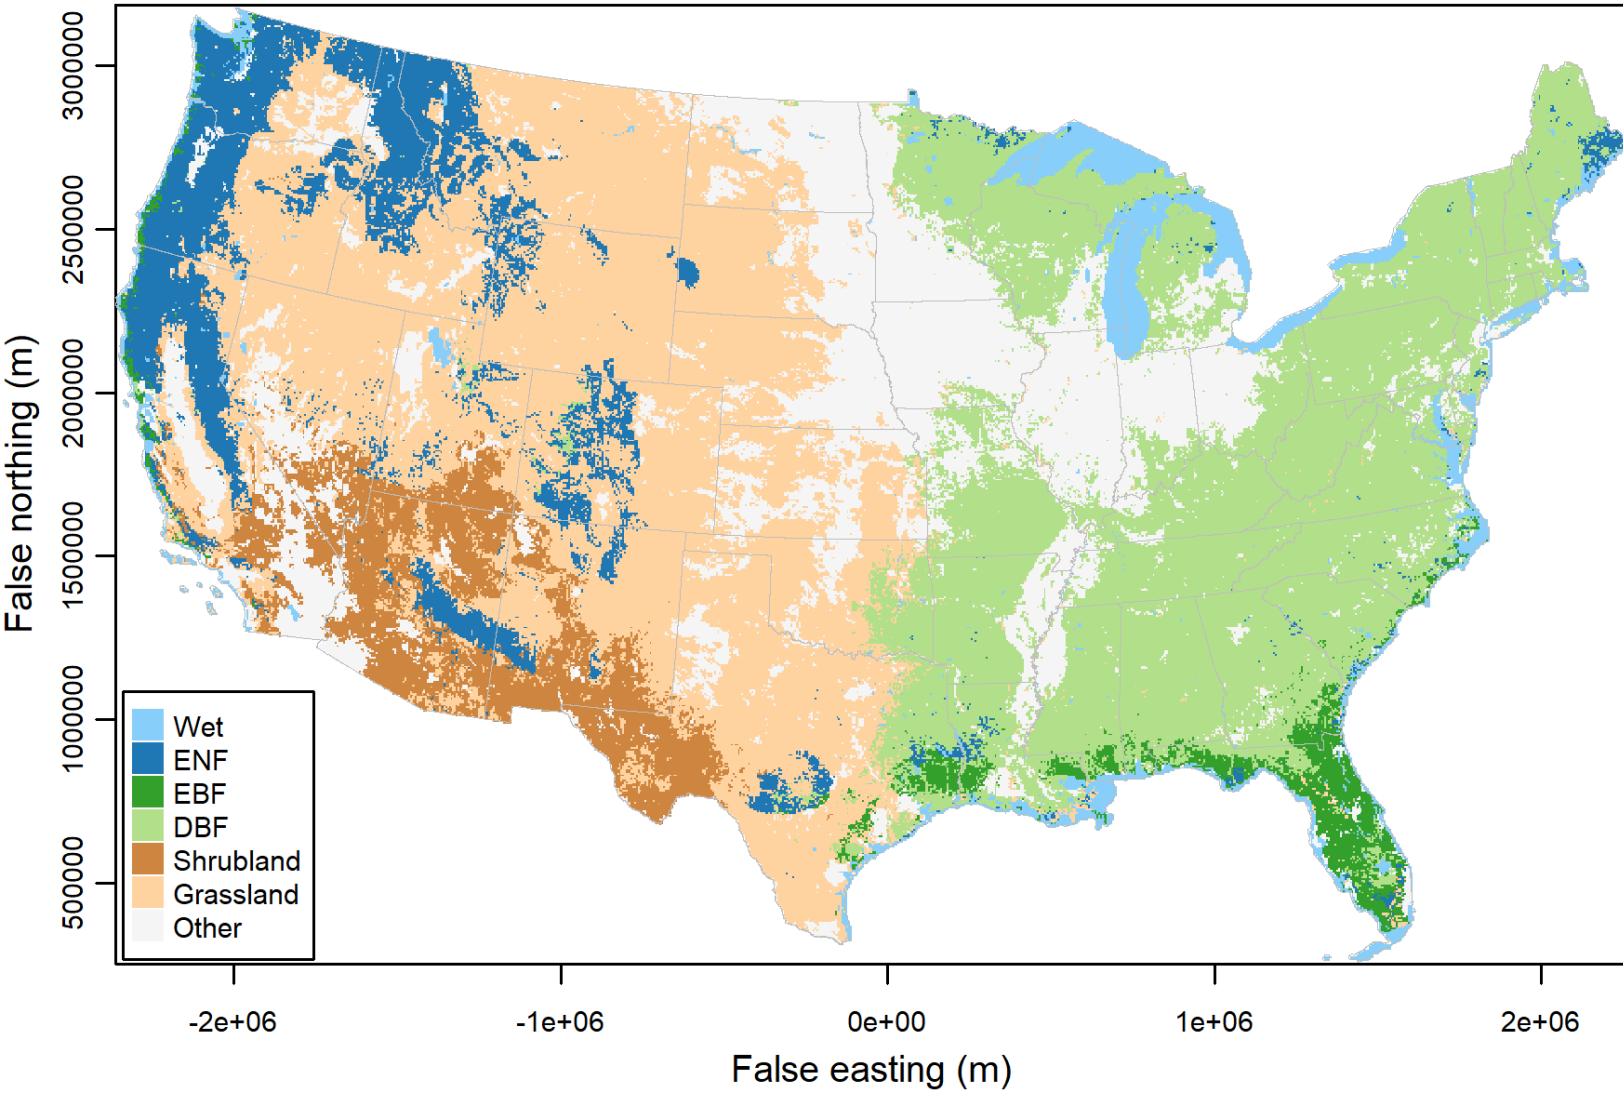 False northing (m)
3000000
2500000
2000000
1500000
1000000
500000
Wet
ENF
EBF
DBF
Shrubland
Grassland
Other
-2e+06 -1e+06 0e+00 1e+06 2e+06
False easting (m)